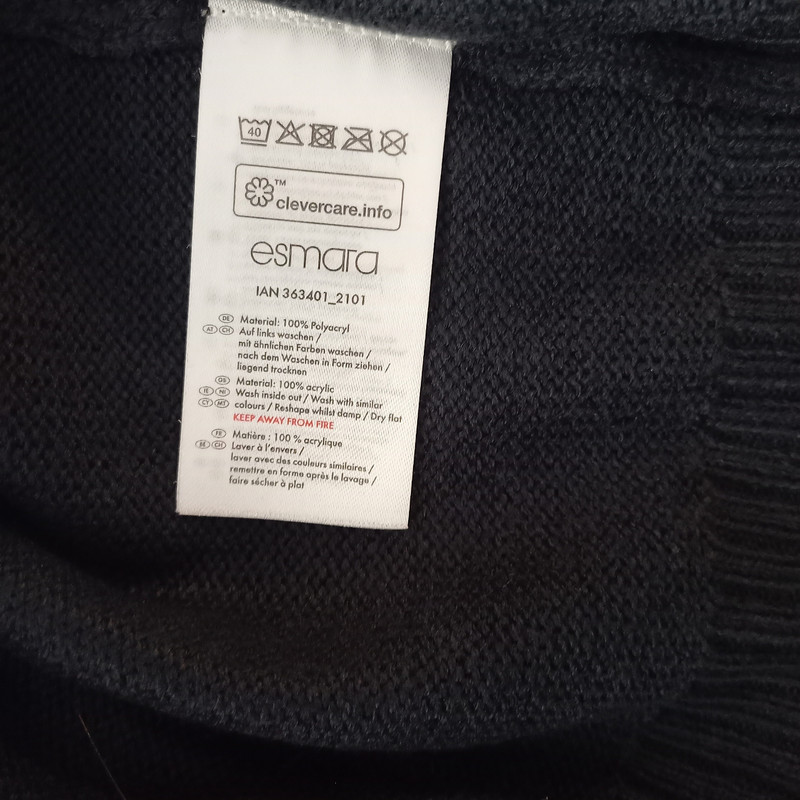 40
TM
clevercare.info
esmara
IAN 363401_2101
DE Material: 100% Polyacryl
AT CH Auf links waschen /
mit ähnlichen Farben waschen /
nach dem Waschen in Form ziehen /
liegend trocknen
GB Material: 100% acrylic
IE NI Wash inside out / Wash with similar
CY MT colours / Reshape whilst damp / Dry flat
KEEP AWAY FROM FIRE
FR Matière : 100 % acrylique
BE CH Laver à l'envers /
laver avec des couleurs similaires /
remettre en forme après le lavage /
faire sécher à plat